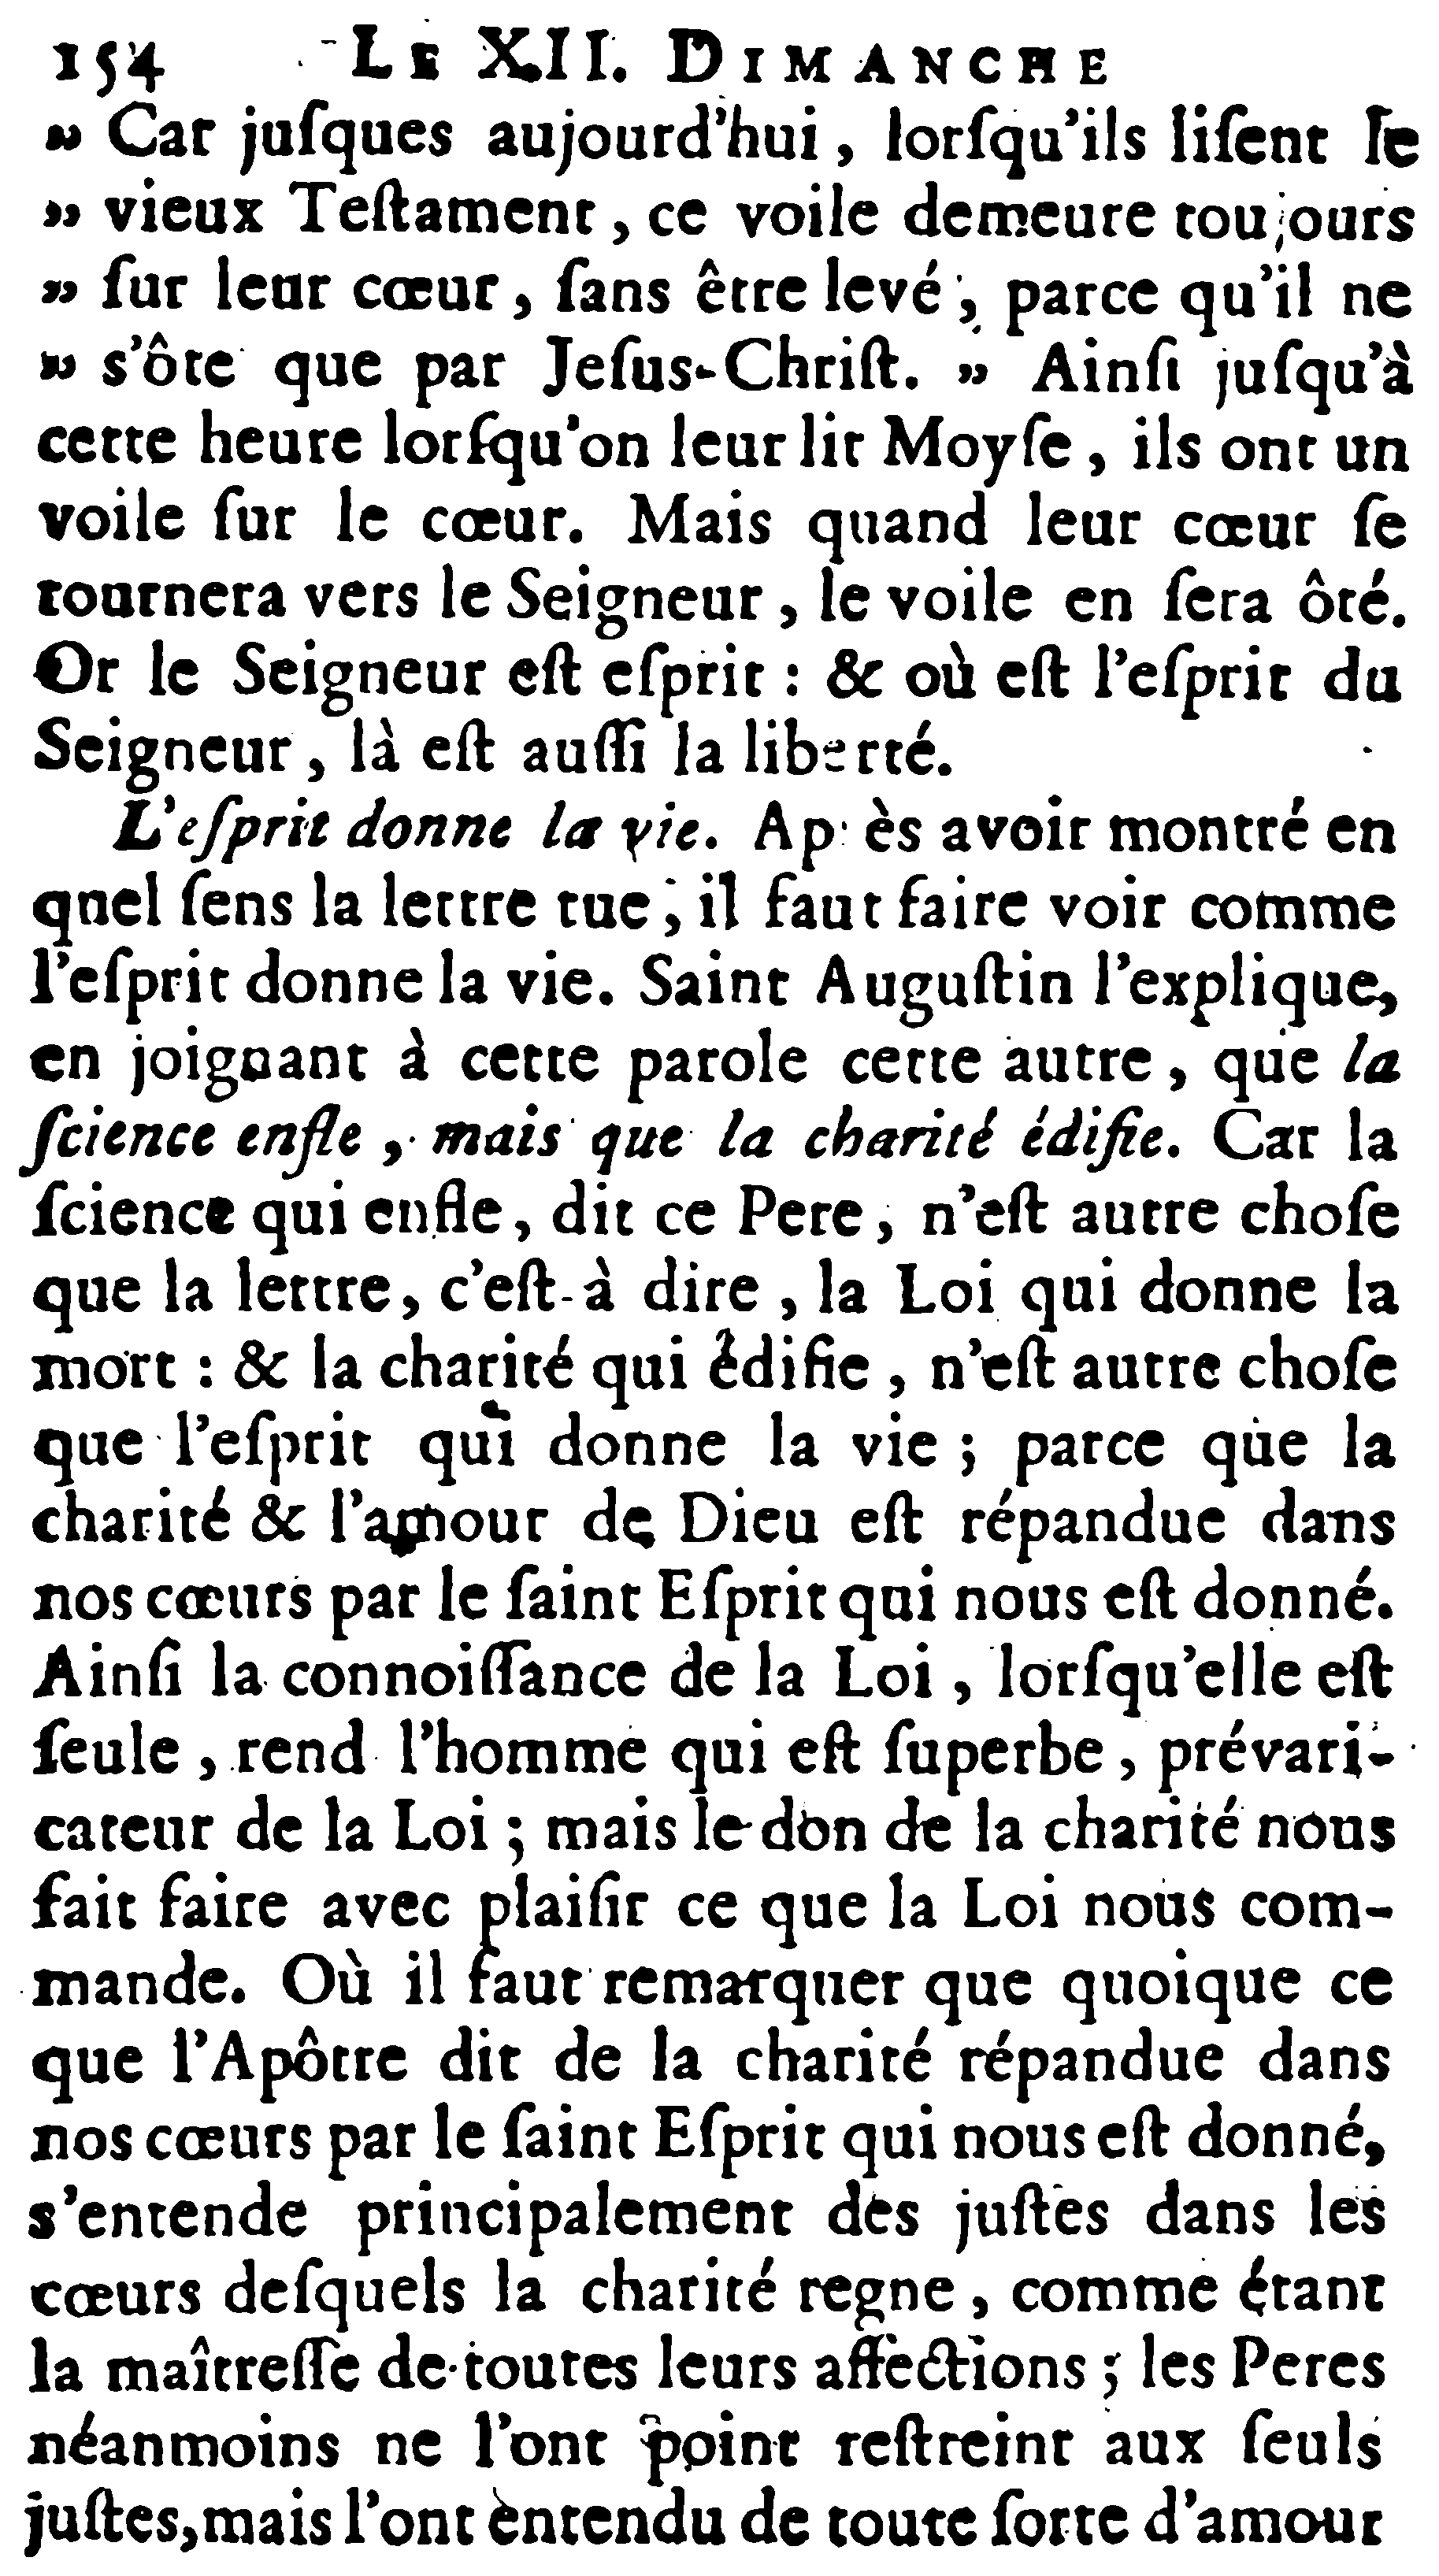 154 LE XII. DIMANCHE
„ Car juſques aujourd'hui, lorſqu'ils liſent le
„ vieux Teſtament, ce voile demeure toujours
„ ſur leur cœur, ſans être levé, parce qu'il ne
„ s'ôte que par Jeſus-Chriſt. „ Ainſi juſqu'à
cette heure lorſqu'on leur lit Moyſe, ils ont un
voile ſur le cœur. Mais quand leur cœur ſe
tournera vers le Seigneur, le voile en ſera ôté.
Or le Seigneur eſt eſprit : & où eſt l'eſprit du
Seigneur, là eſt auſſi la liberté.
L'eſprit donne la vie. Après avoir montré en
quel ſens la lettre tue, il faut faire voir comme
l'eſprit donne la vie. Saint Auguſtin l'explique,
en joignant à cette parole cette autre, que la
ſcience enfle, mais que la charité édifie. Car la
ſcience qui enfle, dit ce Pere, n'eſt autre choſe
que la lettre, c'eſt-à dire, la Loi qui donne la
mort : & la charité qui édifie, n'eſt autre choſe
que l'eſprit qui donne la vie ; parce que la
charité & l'amour de Dieu eſt répandue dans
nos cœurs par le ſaint Eſprit qui nous eſt donné.
Ainſi la connoiſſance de la Loi, lorſqu'elle eſt
ſeule, rend l'homme qui eſt ſuperbe, prévari-
cateur de la Loi ; mais le don de la charité nous
fait faire avec plaiſir ce que la Loi nous com-
mande. Où il faut remarquer que quoique ce
que l'Apôtre dit de la charité répandue dans
nos cœurs par le ſaint Eſprit qui nous eſt donné,
s'entende principalement des juſtes dans les
cœurs deſquels la charité regne, comme étant
la maîtreſſe de toutes leurs affections ; les Peres
néanmoins ne l'ont point reſtreint aux ſeuls
juſtes, mais l'ont entendu de toute ſorte d'amour